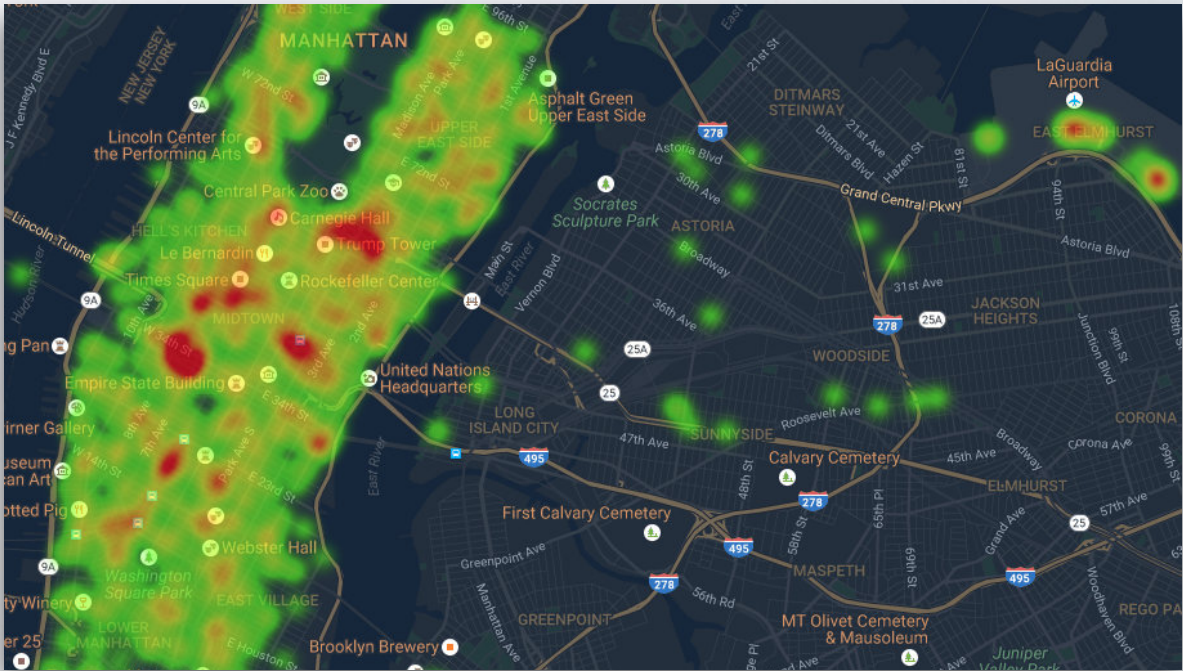 WEST SIDE
E 96th St
MANHATTAN
NEW JERSEY
NEW YORK
J F Kennedy Blvd E
W 72nd St
9A
Madison Ave
Park Ave
1st Avenue
Asphalt Green
Upper East Side
Lincoln Center for
the Performing Arts
UPPER
EAST SIDE
E 72nd St
Central Park Zoo
Carnegie Hall
HELL'S KITCHEN
Trump Tower
Le Bernardin
Lincoln Tunnel
Times Square
Rockefeller Center
Hudson River
9A
10th Ave
MIDTOWN
W 34th St
2nd Ave
3rd Ave
ng Pan
Empire State Building
United Nations
Headquarters
E 34th St
8th Ave
7th Ave
irner Gallery
Park Ave S
useum
can Art
W 14th St
E 23rd St
East River
otted Pig
Webster Hall
9A
Washington
Square Park
ty Winery
EAST VILLAGE
LOWER
MANHATTAN
er 25
E Houston St
21st St
LaGuardia
Airport
DITMARS
STEINWAY
278
21st Ave
Ditmars Blvd
Hazen St
81st St
EAST ELMHURST
Astoria Blvd
30th Ave
Grand Central Pkwy
94th St
Socrates
Sculpture Park
ASTORIA
Broadway
Astoria Blvd
Main St
East River
Vernon Blvd
31st Ave
JACKSON
HEIGHTS
36th Ave
278
25A
25A
108th S
Junction Blvd
99th St
WOODSIDE
25
LONG
ISLAND CITY
Roosevelt Ave
SUNNYSIDE
CORONA
47th Ave
Broadway
Corona Ave
495
Calvary Cemetery
45th Ave
99th St
48th St
ELMHURST
278
65th Pl
57th Ave
First Calvary Cemetery
58th St
Grand Ave
25
63
495
Greenpoint Ave
69th St
278
MASPETH
495
56th Rd
Manhattan Ave
Woodhaven Blvd
REGO PA
GREENPOINT
MT Olivet Cemetery
& Mausoleum
Brooklyn Brewery
ge Pl
Juniper
Valley Park